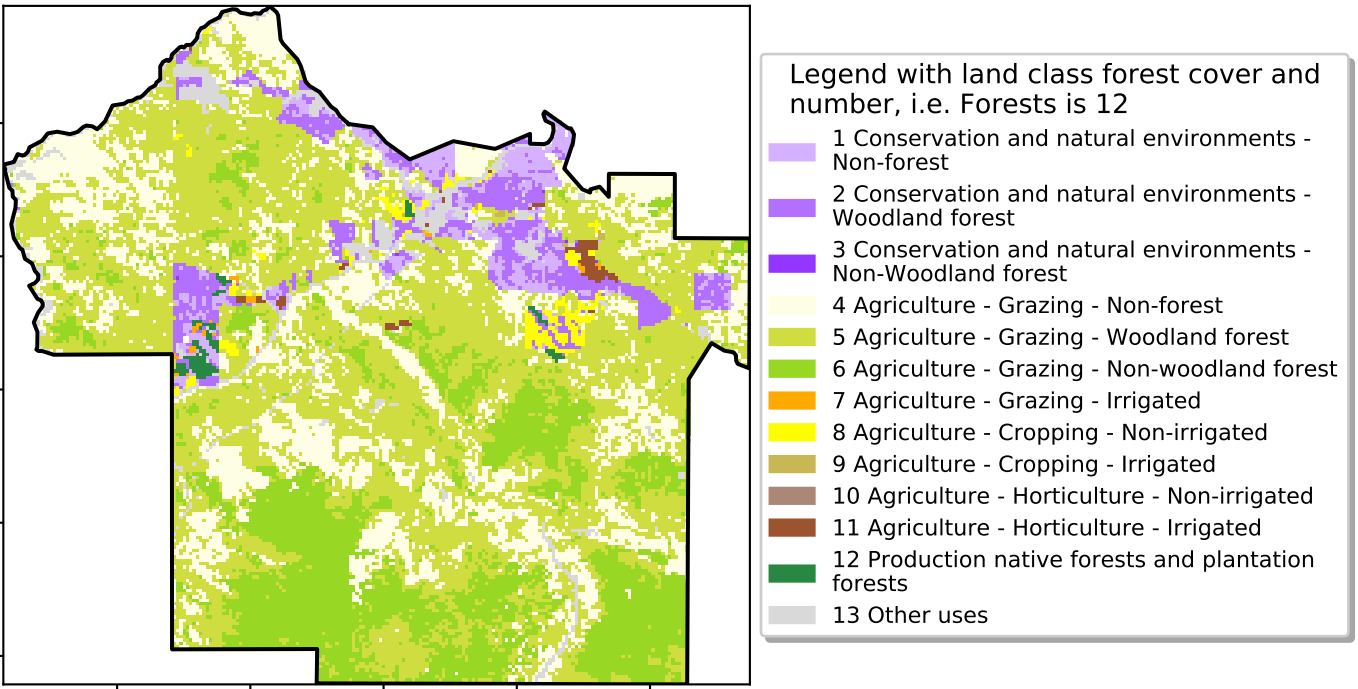 Legend with land class forest cover and
number, i.e. Forests is 12
1 Conservation and natural environments -
Non-forest
2 Conservation and natural environments -
Woodland forest
3 Conservation and natural environments -
Non-Woodland forest
4 Agriculture - Grazing - Non-forest
5 Agriculture - Grazing - Woodland forest
6 Agriculture - Grazing - Non-woodland forest
7 Agriculture - Grazing - Irrigated
8 Agriculture - Cropping - Non-irrigated
9 Agriculture - Cropping - Irrigated
10 Agriculture - Horticulture - Non-irrigated
11 Agriculture - Horticulture - Irrigated
12 Production native forests and plantation
forests
13 Other uses